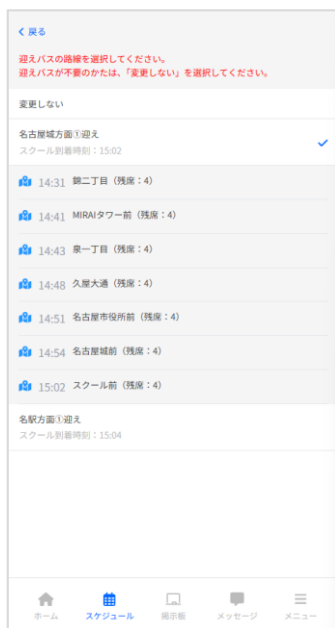 戻る
迎えバスの路線を選択してください。
迎えバスが不要のかたは、「変更しない」を選択してください。
変更しない
名古屋城方面①迎え
スクール到着時刻：15:02
14:31 錦二丁目（残席：4）
14:41 MIRAIタワー前（残席：4）
14:43 泉一丁目（残席：4）
14:48 久屋大通（残席：4）
14:51 名古屋市役所前（残席：4）
14:54 名古屋城前（残席：4）
15:02 スクール前（残席：4）
名駅方面①迎え
スクール到着時刻：15:04
ホーム スケジュール 掲示板 メッセージ メニュー